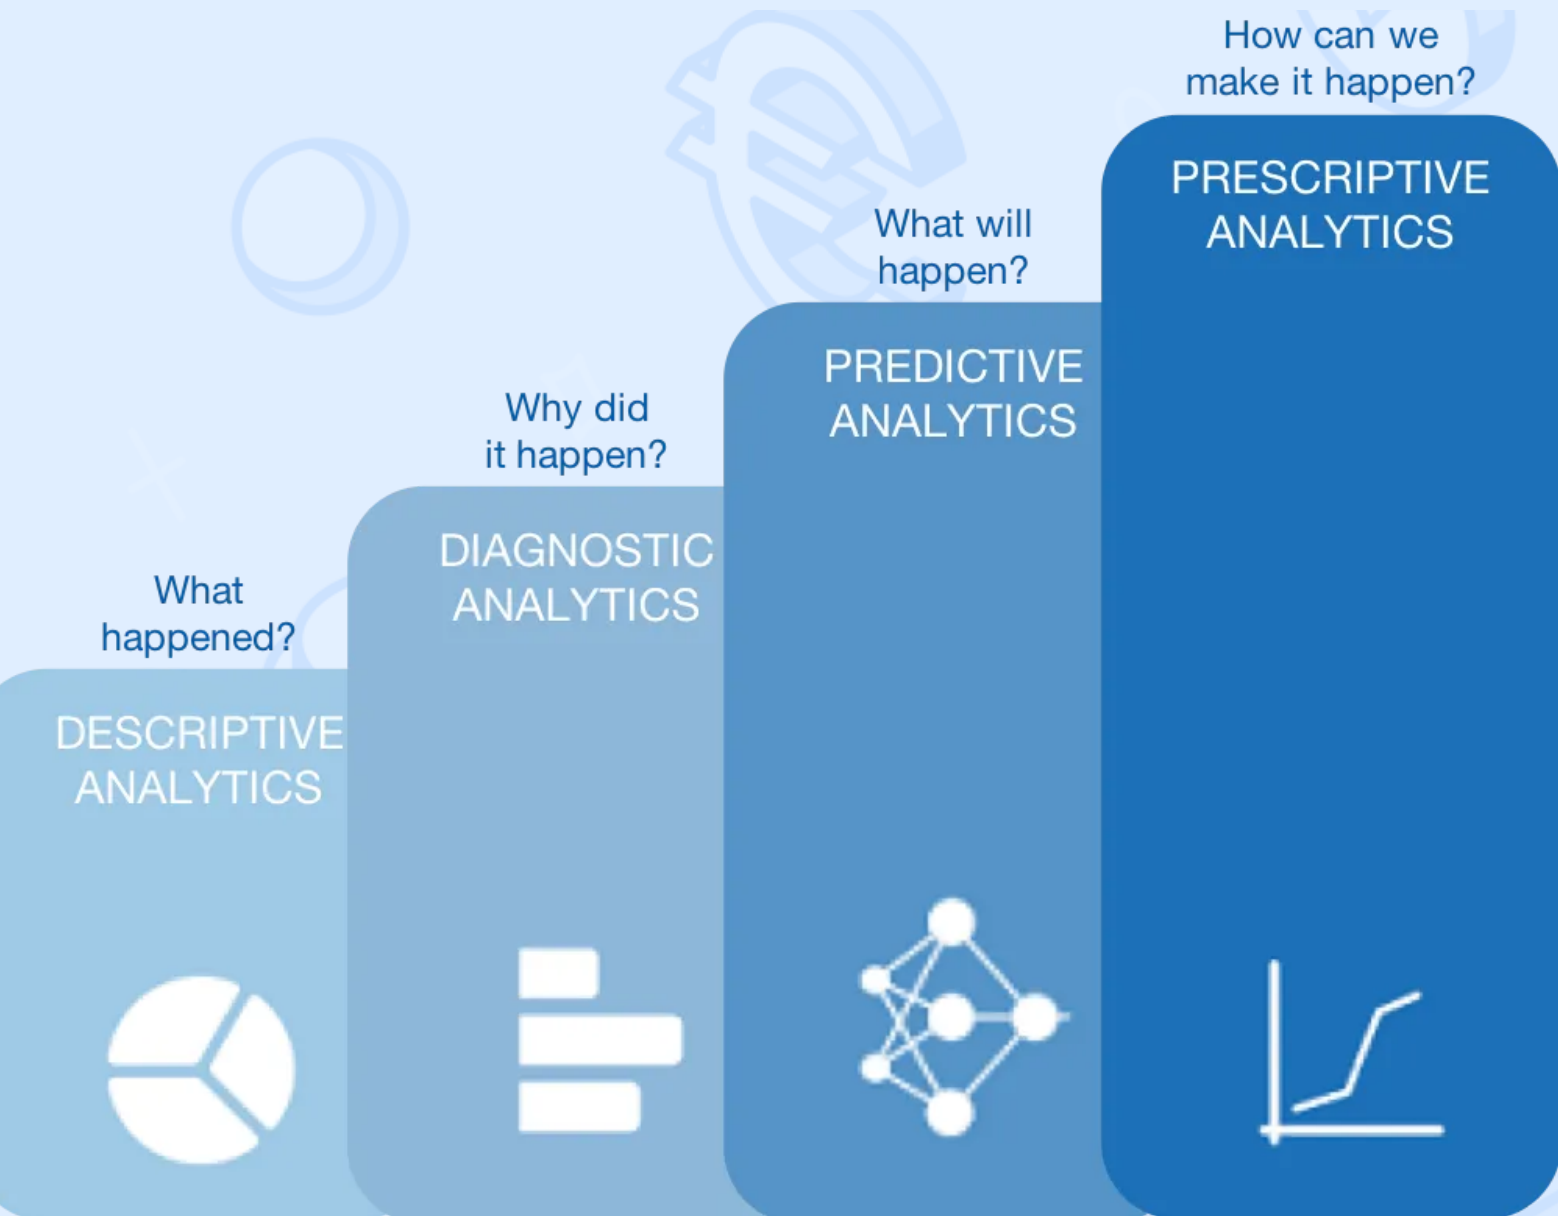 What
happened?
DESCRIPTIVE
ANALYTICS
Why did
it happen?
DIAGNOSTIC
ANALYTICS
What will
happen?
PREDICTIVE
ANALYTICS
How can we
make it happen?
PRESCRIPTIVE
ANALYTICS